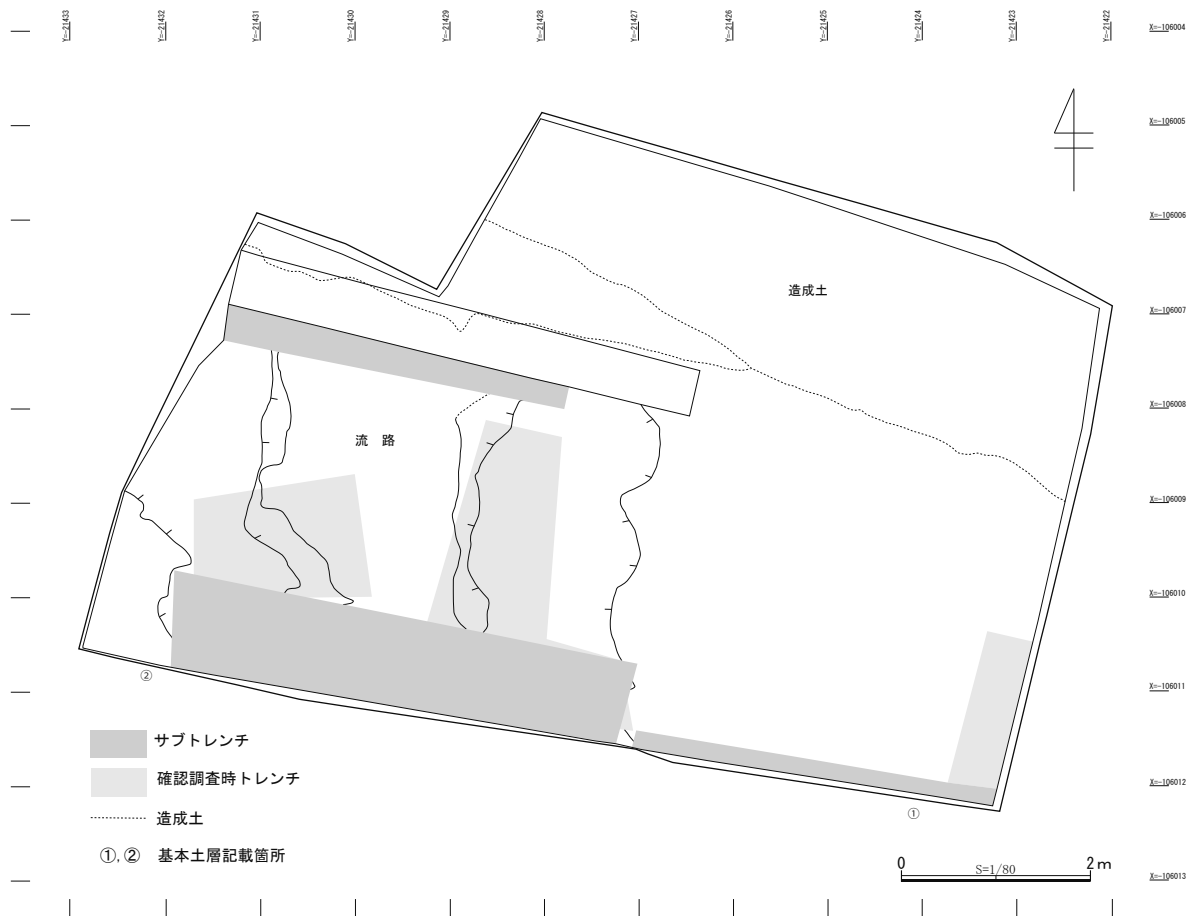 Y=-21433
Y=-21432
Y=-21431
Y=-21430
Y=-21429
Y=-21428
Y=-21427
Y=-21426
Y=-21425
Y=-21424
Y=-21423
Y=-21422
X=-106004
X=-106005
X=-106006
X=-106007
X=-106008
X=-106009
X=-106010
X=-106011
X=-106012
X=-106013
造成土
流 路
②
①
サブトレンチ
確認調査時トレンチ
造成土
①,② 基本土層記載箇所
0 2m
S=1/80